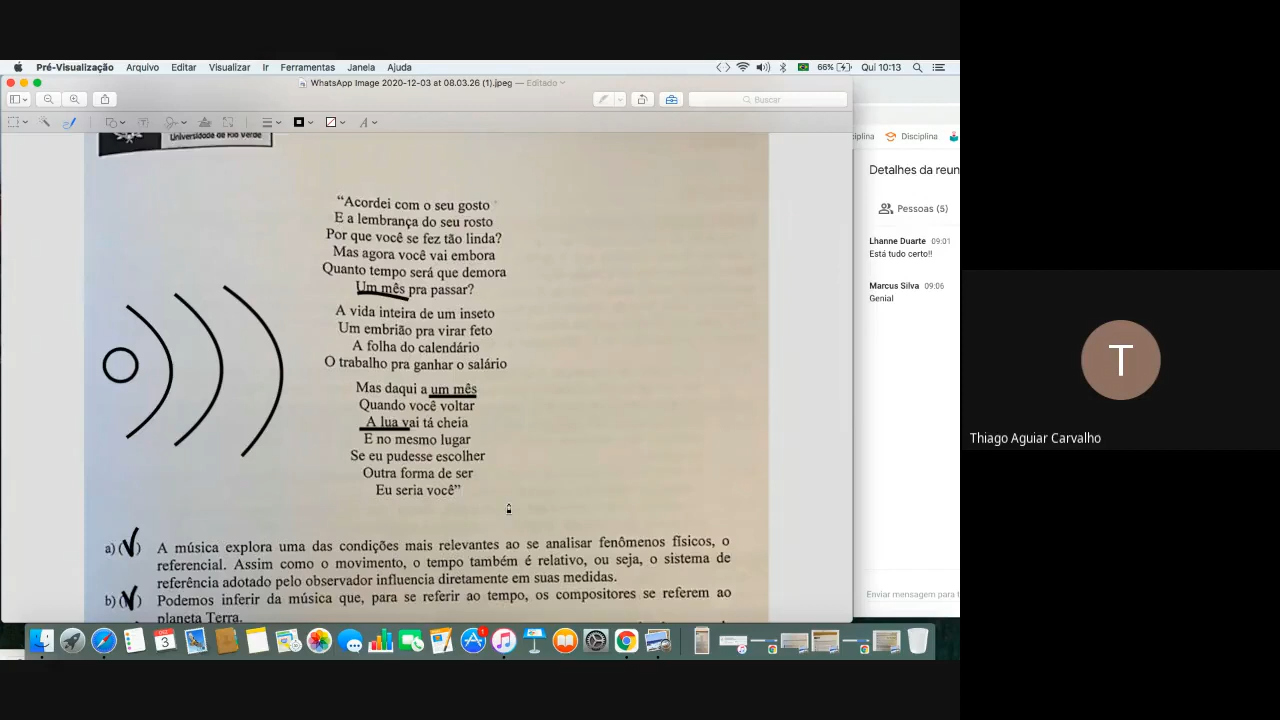 Pré-Visualização Arquivo Editar Visualizar Ir Ferramentas Janela Ajuda
66% Qui 10:13
WhatsApp Image 2020-12-03 at 08.03.26 (1).jpeg — Editado
Buscar
Universidade de Rio Verde
“Acordei com o seu gosto
E a lembrança do seu rosto
Por que você se fez tão linda?
Mas agora você vai embora
Quanto tempo será que demora
Um mês pra passar?
A vida inteira de um inseto
Um embrião pra virar feto
A folha do calendário
O trabalho pra ganhar o salário
Mas daqui a um mês
Quando você voltar
A lua vai tá cheia
E no mesmo lugar
Se eu pudesse escolher
Outra forma de ser
Eu seria você”
a) ( ) A música explora uma das condições mais relevantes ao se analisar fenômenos físicos, o
referencial. Assim como o movimento, o tempo também é relativo, ou seja, o sistema de
referência adotado pelo observador influencia diretamente em suas medidas.
b) ( ) Podemos inferir da música que, para se referir ao tempo, os compositores se referem ao
planeta Terra.
iplina Disciplina
Detalhes da reun
Pessoas (5)
Lhanne Duarte 09:01
Está tudo certo!!
Marcus Silva 09:06
Genial
Enviar mensagem para t
T
Thiago Aguiar Carvalho
3
1